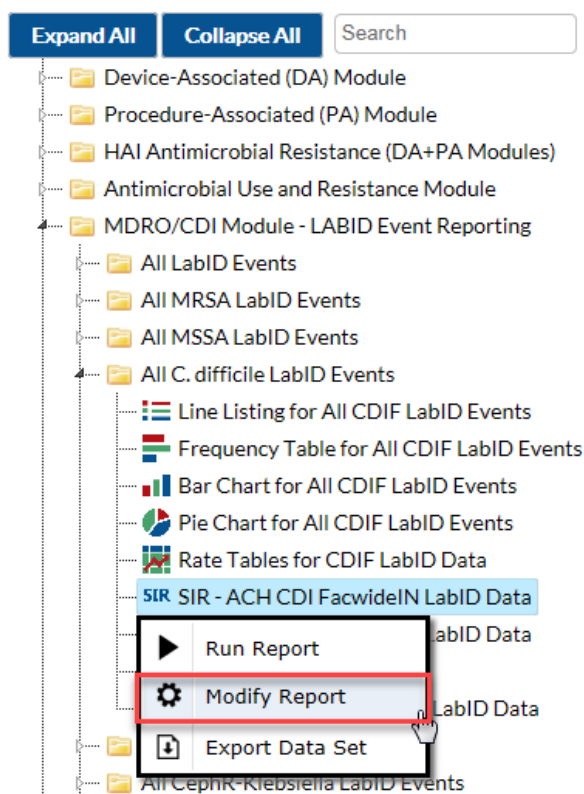 Expand All Collapse All Search
Device-Associated (DA) Module
Procedure-Associated (PA) Module
HAI Antimicrobial Resistance (DA+PA Modules)
Antimicrobial Use and Resistance Module
MDRO/CDI Module - LABID Event Reporting
All LabID Events
All MRSA LabID Events
All MSSA LabID Events
All C. difficile LabID Events
Line Listing for All CDIF LabID Events
Frequency Table for All CDIF LabID Events
Bar Chart for All CDIF LabID Events
Pie Chart for All CDIF LabID Events
Rate Tables for CDIF LabID Data
SIR SIR - ACH CDI FacwideIN LabID Data
Run Report LabID Data
Modify Report
LabID Data
Export Data Set
All CephR-Klebsiella LabID Events